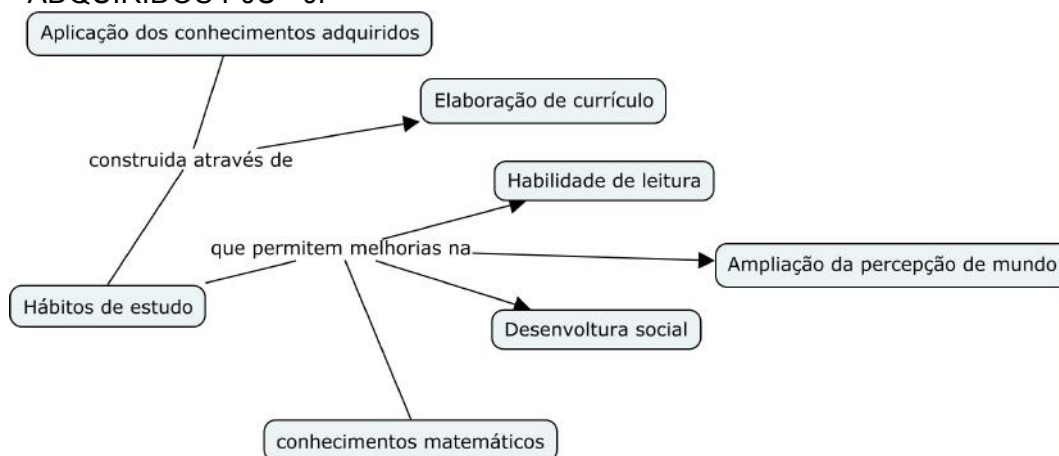 Aplicação dos conhecimentos adquiridos
Elaboração de currículo
construida através de
Habilidade de leitura
que permitem melhorias na
Ampliação da percepção de mundo
Hábitos de estudo
Desenvoltura social
conhecimentos matemáticos